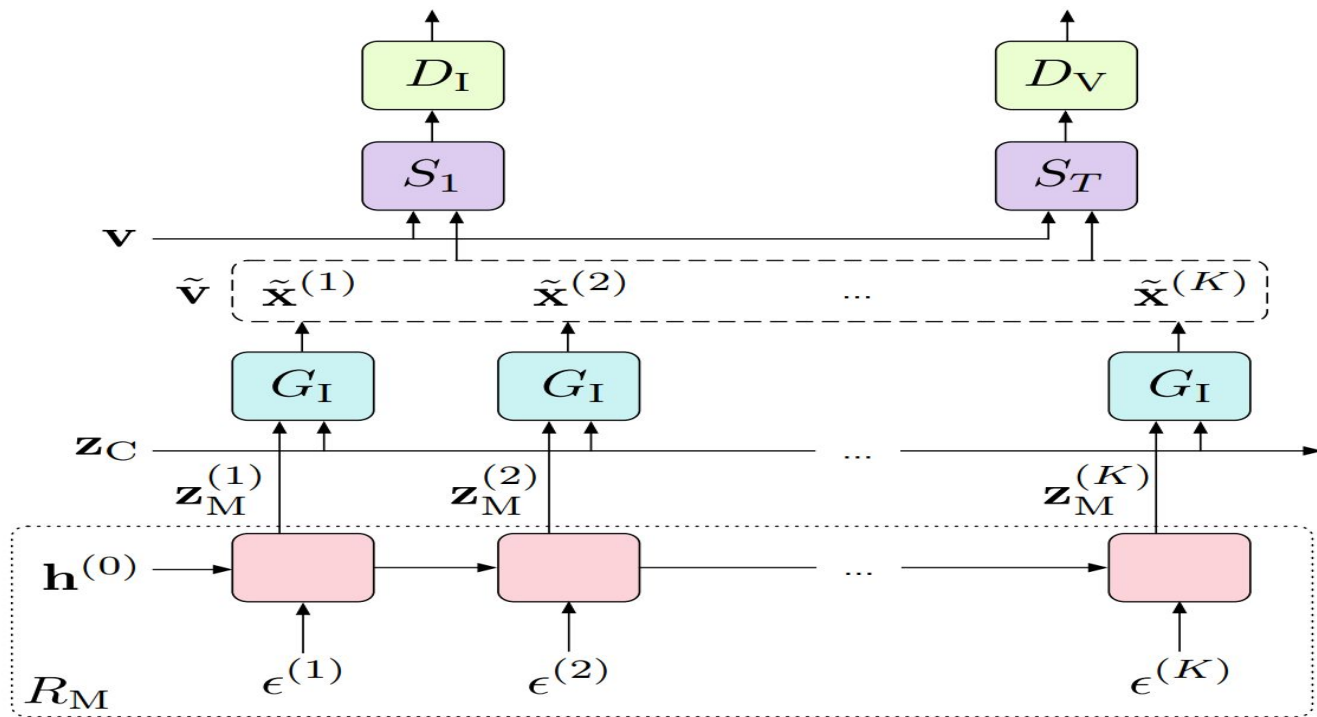 D_I D_V
S_1 S_T
v
ṽ x̃^(1) x̃^(2) ... x̃^(K)
G_I G_I G_I
z_C ...
z_M^(1) z_M^(2) z_M^(K)
h^(0) ...
ϵ^(1) ϵ^(2) ϵ^(K)
R_M